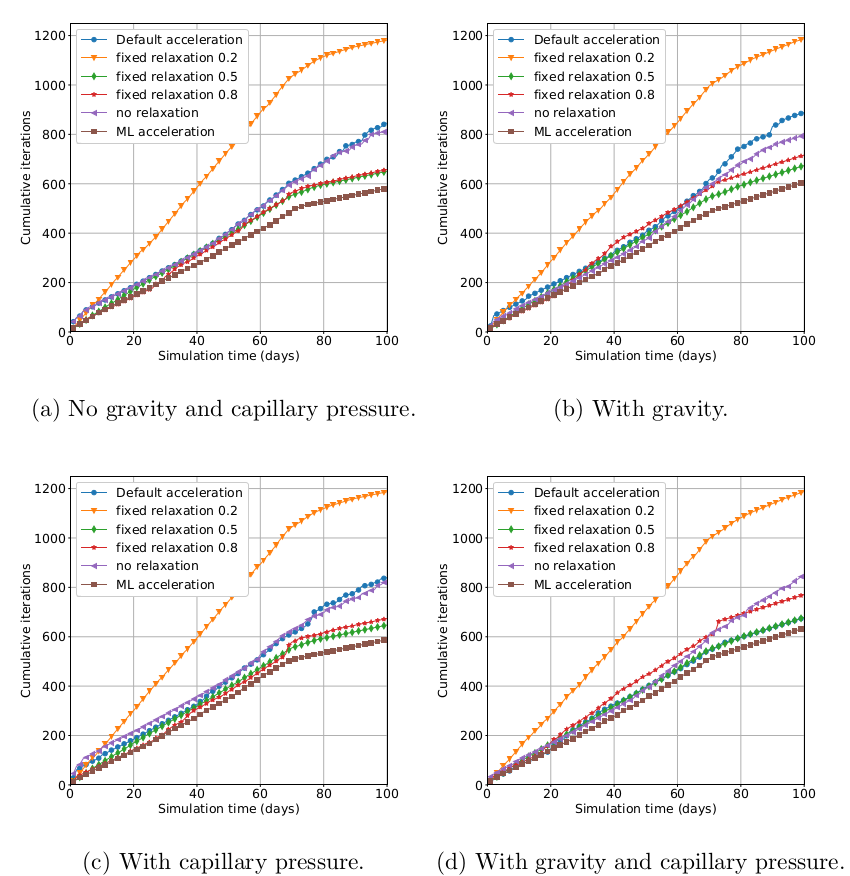 1200
1000
800
600
400
200
0
Cumulative iterations
Default acceleration
fixed relaxation 0.2
fixed relaxation 0.5
fixed relaxation 0.8
no relaxation
ML acceleration
0 20 40 60 80 100
Simulation time (days)
(a) No gravity and capillary pressure.
1200
1000
800
600
400
200
0
Cumulative iterations
Default acceleration
fixed relaxation 0.2
fixed relaxation 0.5
fixed relaxation 0.8
no relaxation
ML acceleration
0 20 40 60 80 100
Simulation time (days)
(b) With gravity.
1200
1000
800
600
400
200
0
Cumulative iterations
Default acceleration
fixed relaxation 0.2
fixed relaxation 0.5
fixed relaxation 0.8
no relaxation
ML acceleration
0 20 40 60 80 100
Simulation time (days)
(c) With capillary pressure.
1200
1000
800
600
400
200
0
Cumulative iterations
Default acceleration
fixed relaxation 0.2
fixed relaxation 0.5
fixed relaxation 0.8
no relaxation
ML acceleration
0 20 40 60 80 100
Simulation time (days)
(d) With gravity and capillary pressure.